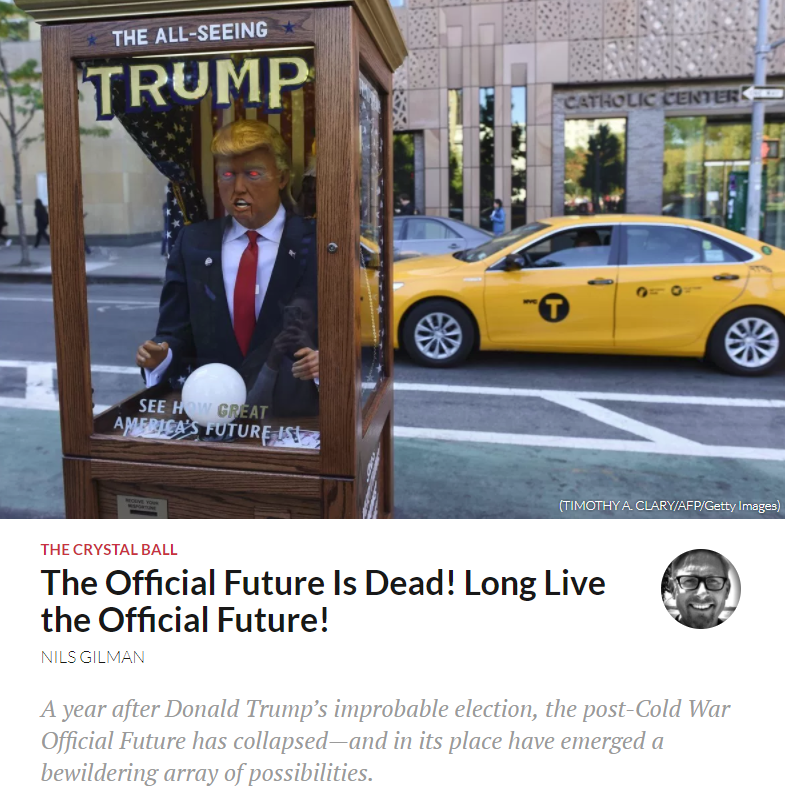 THE ALL-SEEING
TRUMP
CATHOLIC CENTER
NYC T
SEE HOW GREAT
AMERICA'S FUTURE IS!
(TIMOTHY A. CLARY/AFP/Getty Images)
THE CRYSTAL BALL
The Official Future Is Dead! Long Live
the Official Future!
NILS GILMAN
A year after Donald Trump's improbable election, the post-Cold War
Official Future has collapsed—and in its place have emerged a
bewildering array of possibilities.